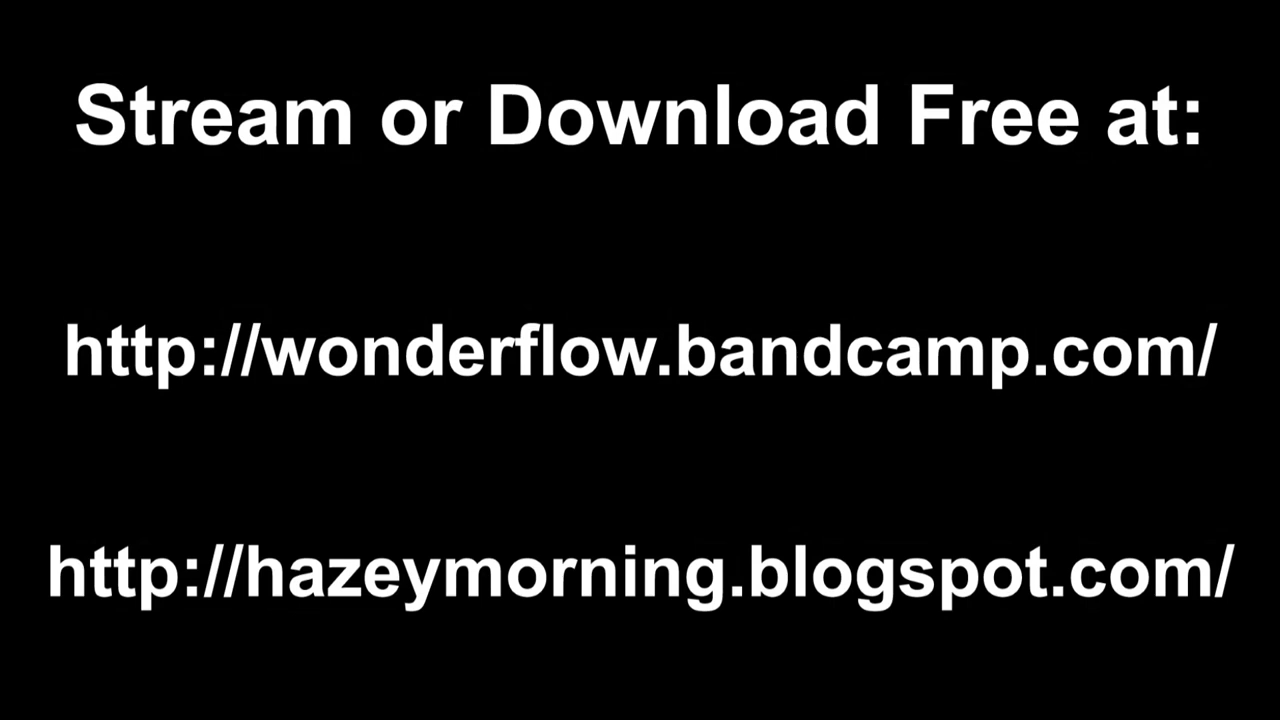 Stream or Download Free at:
http://wonderflow.bandcamp.com/
http://hazeymorning.blogspot.com/